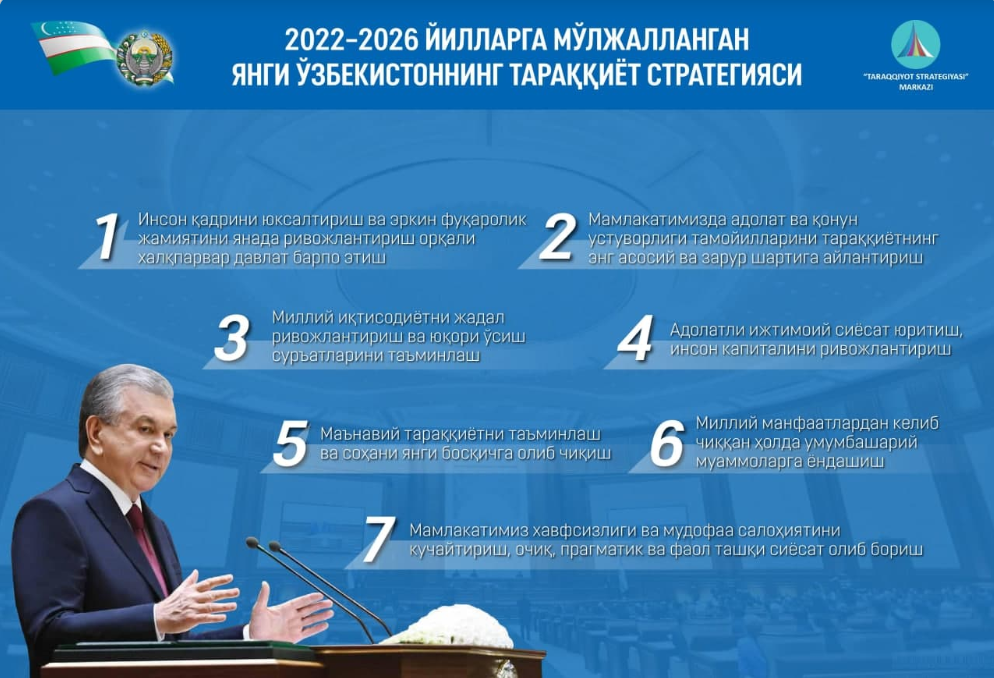 2022–2026 ЙИЛЛАРГА МЎЛЖАЛЛАНГАН
ЯНГИ ЎЗБЕКИСТОННИНГ ТАРАҚҚИЁТ СТРАТЕГИЯСИ
"TARAQQIYOT STRATEGIYASI"
MARKAZI
1 Инсон қадрини юксалтириш ва эркин фуқаролик
жамиятини янада ривожлантириш орқали
халқпарвар давлат барпо этиш
2 Мамлакатимизда адолат ва қонун
устуворлиги тамойилларини тараққиётнинг
энг асосий ва зарур шартига айлантириш
3 Миллий иқтисодиётни жадал
ривожлантириш ва юқори ўсиш
суръатларини таъминлаш
4 Адолатли ижтимоий сиёсат юритиш,
инсон капиталини ривожлантириш
5 Маънавий тараққиётни таъминлаш
ва соҳани янги босқичга олиб чиқиш
6 Миллий манфаатлардан келиб
чиққан ҳолда умумбашарий
муаммоларга ёндашиш
7 Мамлакатимиз хавфсизлиги ва мудофаа салоҳиятини
кучайтириш, очиқ, прагматик ва фаол ташқи сиёсат олиб бориш